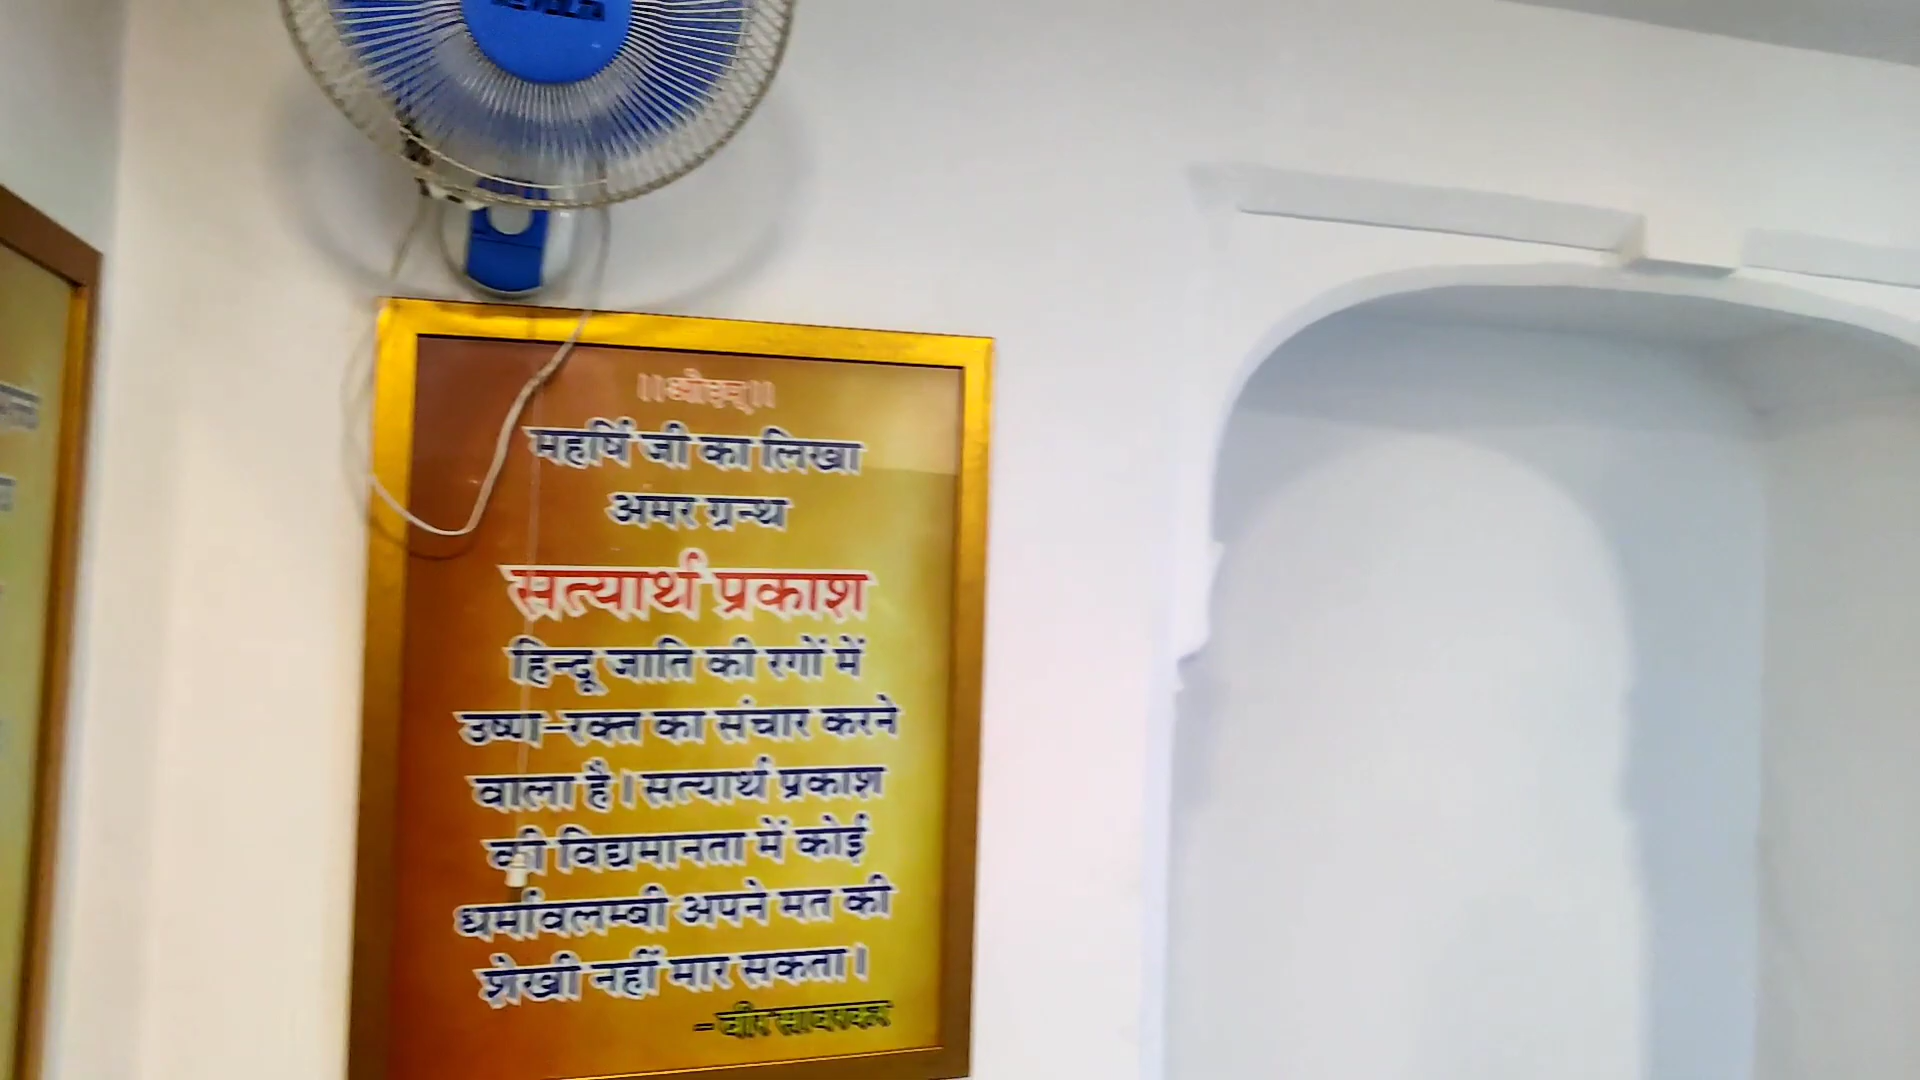 ।।ओ३म्।।
महर्षि जी का लिखा
अमर ग्रन्थ
सत्यार्थ प्रकाश
हिन्दू जाति की रगों में
उष्ण-रक्त का संचार करने
वाला है। सत्यार्थ प्रकाश
की विद्यमानता में कोई
धर्मावलम्बी अपने मत की
शेखी नहीं मार सकता।
-वीर सावरकर